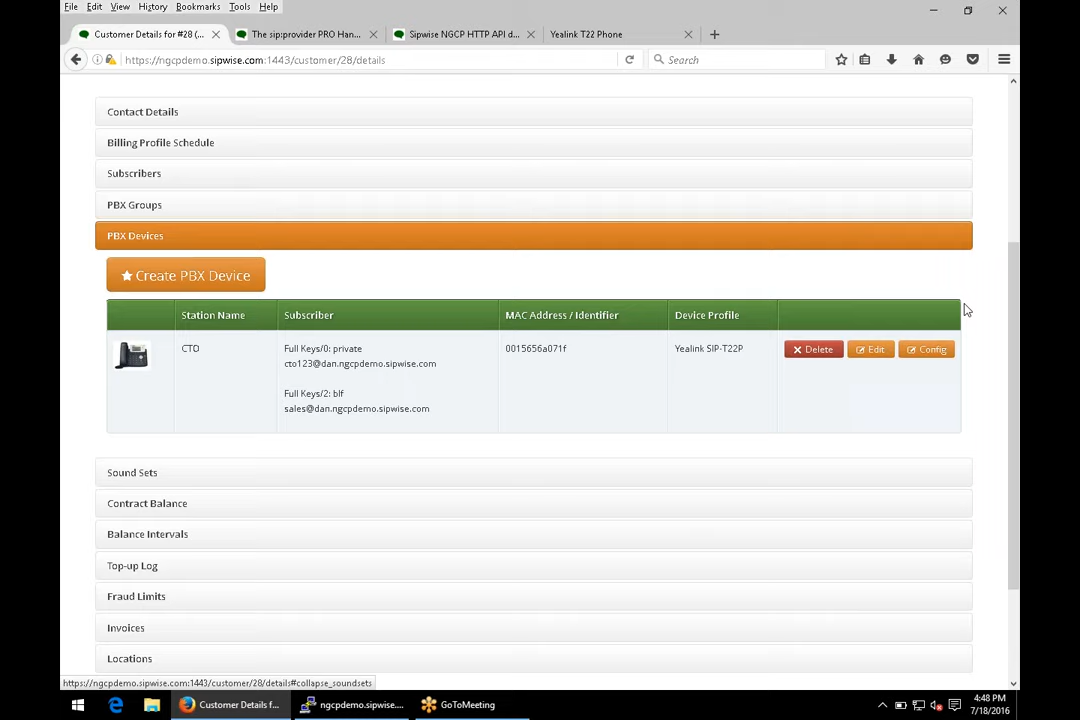 File Edit View History Bookmarks Tools Help
Customer Details for #28 (...
The sip:provider PRO Han...
Sipwise NGCP HTTP API d...
Yealink T22 Phone
https://ngcpdemo.sipwise.com:1443/customer/28/details
Search
Contact Details
Billing Profile Schedule
Subscribers
PBX Groups
PBX Devices
Create PBX Device
Station Name Subscriber MAC Address / Identifier Device Profile
CTO Full Keys/0: private 0015656a071f Yealink SIP-T22P Delete Edit Config
cto123@dan.ngcpdemo.sipwise.com
Full Keys/2: blf
sales@dan.ngcpdemo.sipwise.com
Sound Sets
Contract Balance
Balance Intervals
Top-up Log
Fraud Limits
Invoices
Locations
https://ngcpdemo.sipwise.com:1443/customer/28/details#collapse_soundsets
Customer Details f...
ngcpdemo.sipwise....
GoToMeeting
4:48 PM
7/18/2016